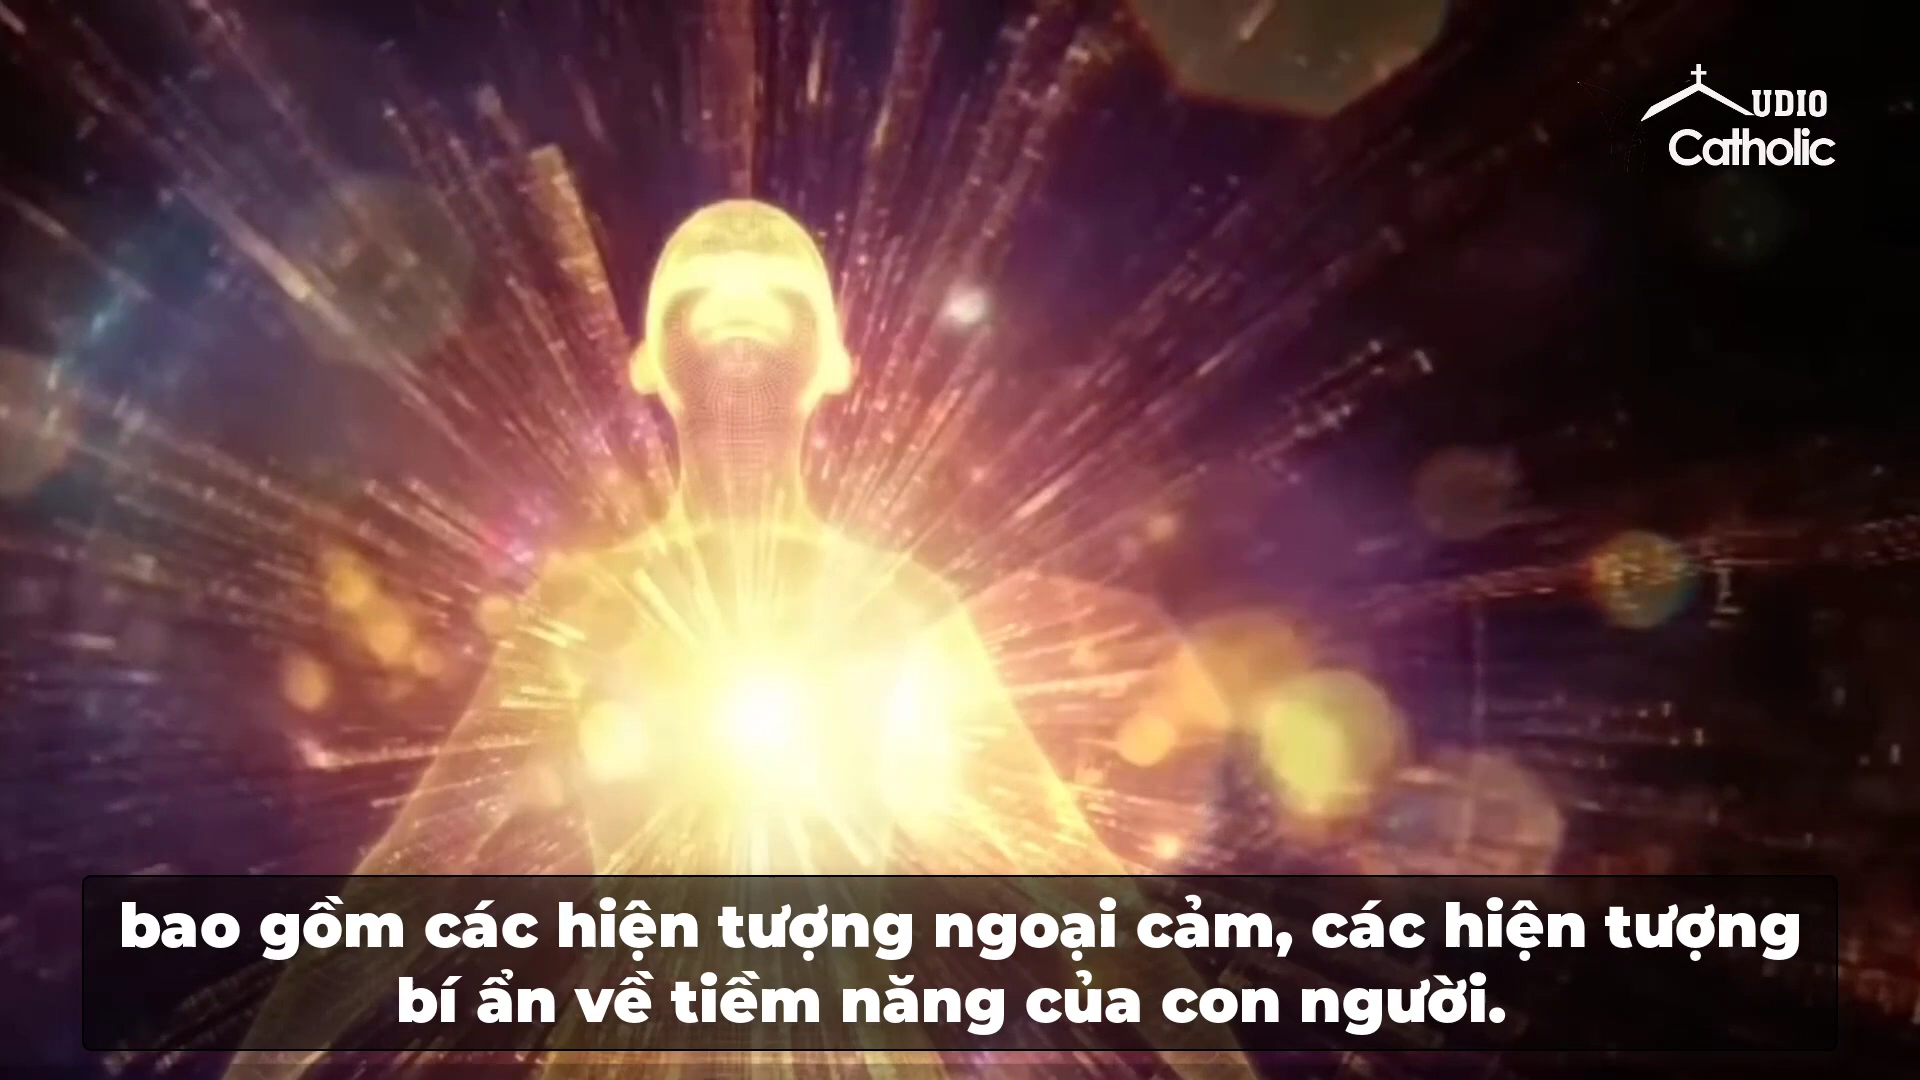 UDIO
Catholic
bao gồm các hiện tượng ngoại cảm, các hiện tượng
bí ẩn về tiềm năng của con người.